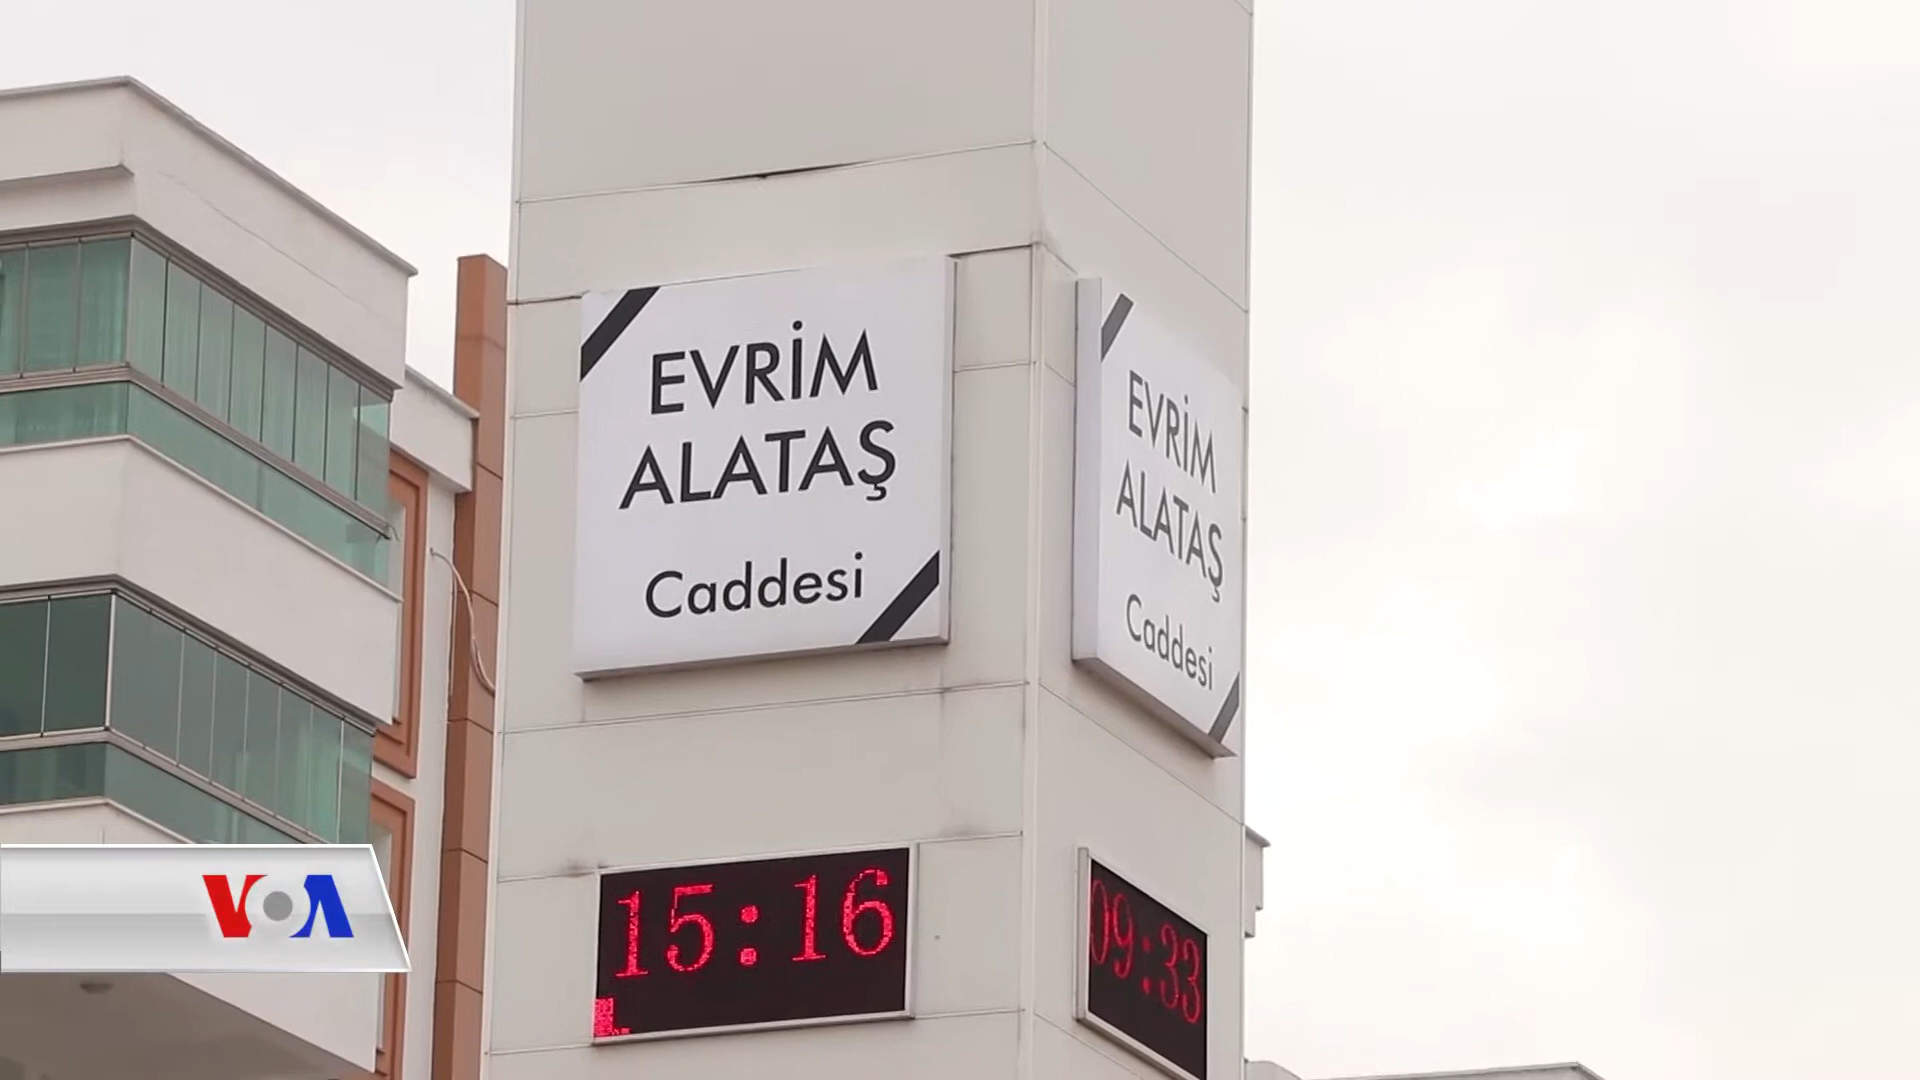 EVRİM
ALATAŞ
Caddesi
EVRİM
ALATAŞ
Caddesi
15:16
09:33
VOA